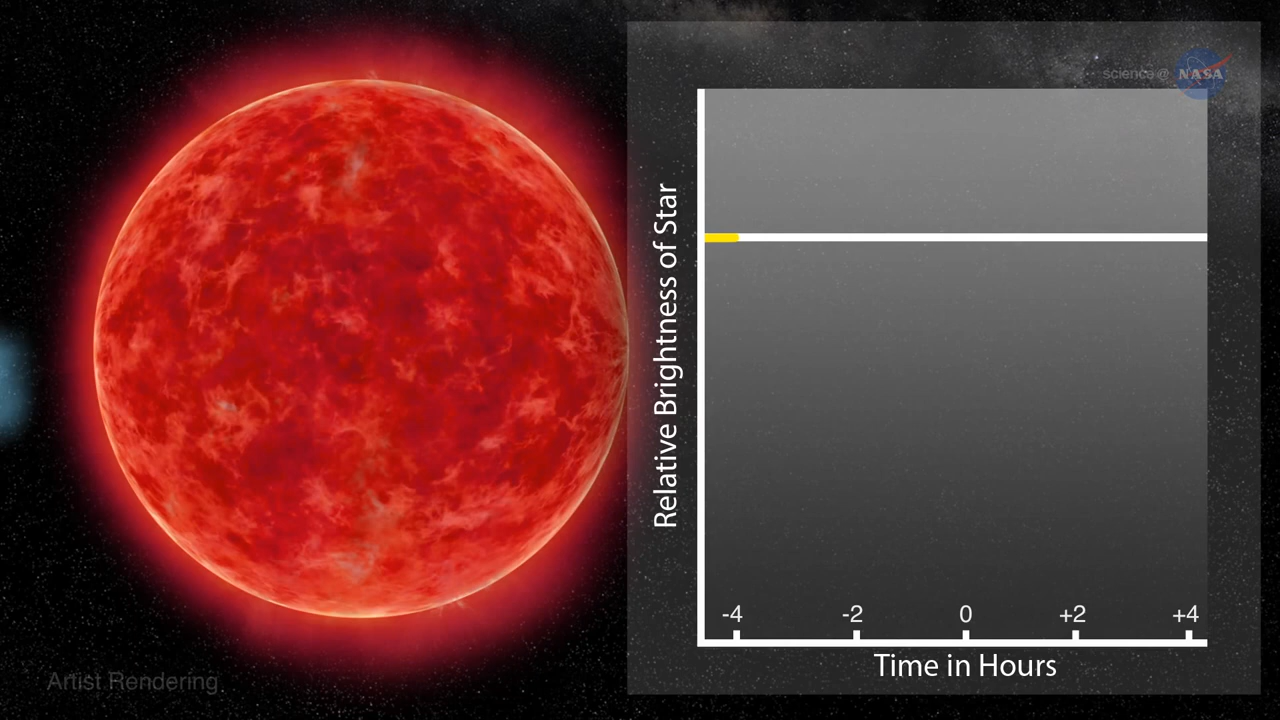 science@ NASA
Relative Brightness of Star
-4 -2 0 +2 +4
Time in Hours
Artist Rendering